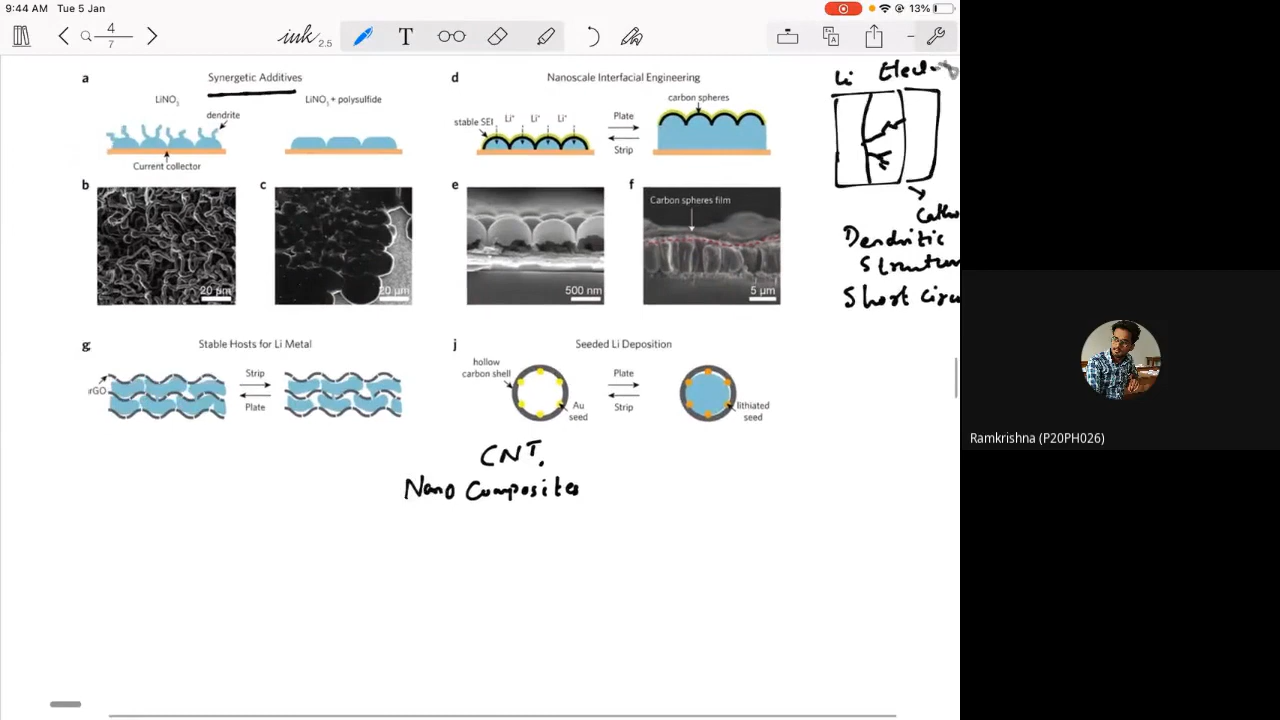 9:44 AM Tue 5 Jan
13%
4
7
ink 2.5
T
a
Synergetic Additives
LiNO₃
LiNO₃ + polysulfide
dendrite
Current collector
b
20 µm
c
20 µm
d
Nanoscale Interfacial Engineering
stable SEI
Li⁺ Li⁺ Li⁺
Plate
Strip
carbon spheres
e
500 nm
f
Carbon spheres film
5 µm
Li
Dendritic
Short
g
Stable Hosts for Li Metal
rGO
Strip
Plate
j
Seeded Li Deposition
hollow
carbon shell
Au
seed
Plate
Strip
lithiated
seed
CNT.
Nano Composites
Ramkrishna (P20PH026)